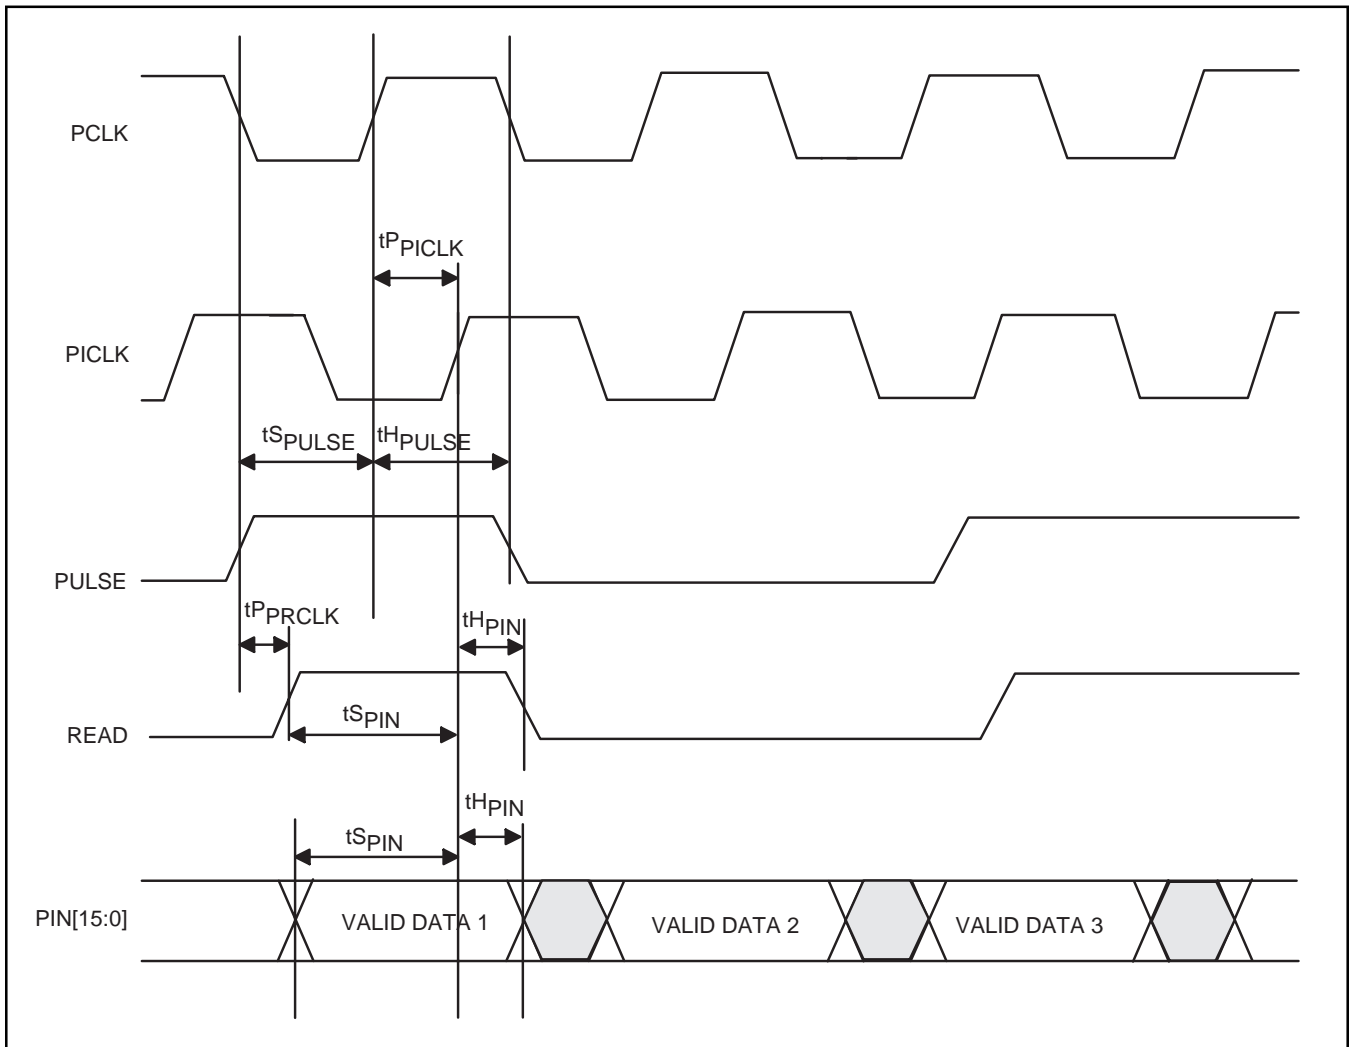 PCLK
tPPICLK
PICLK
tSPULSE
tHPULSE
PULSE
tPPRCLK
tHPIN
tSPIN
READ
tHPIN
tSPIN
PIN[15:0]
VALID DATA 1
VALID DATA 2
VALID DATA 3